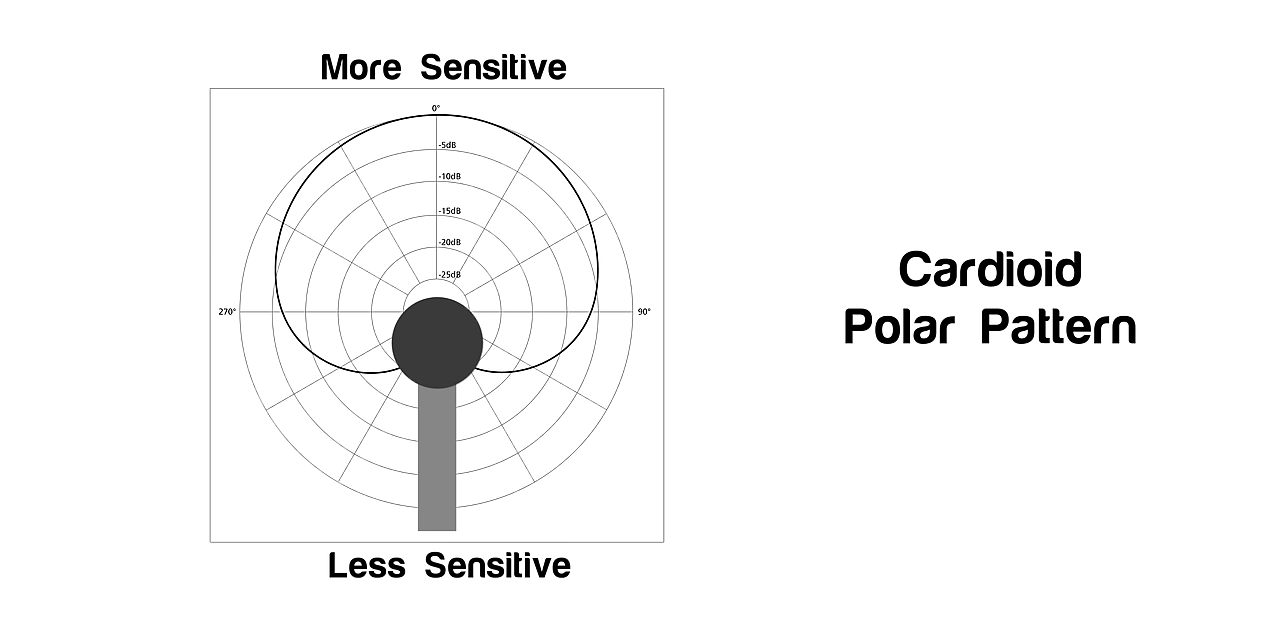 More Sensitive
0°
-5dB
-10dB
-15dB
-20dB
-25dB
270°
90°
Less Sensitive
Cardioid
Polar Pattern